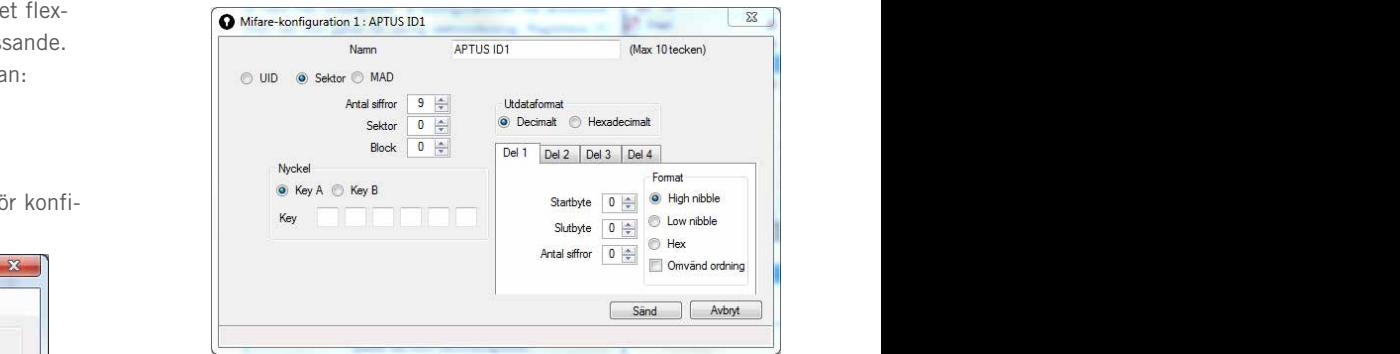 et flex-
ssande.
an:
ör konfi-
Mifare-konfiguration 1 : APTUS ID1
Namn APTUS ID1 (Max 10 tecken)
UID Sektor MAD
Antal siffror 9
Sektor 0
Block 0
Nyckel
Key A Key B
Key
Utdataformat
Decimalt Hexadecimalt
Del 1 Del 2 Del 3 Del 4
Startbyte 0
Slutbyte 0
Antal siffror 0
Format
High nibble
Low nibble
Hex
Omvänd ordning
Sänd Avbryt